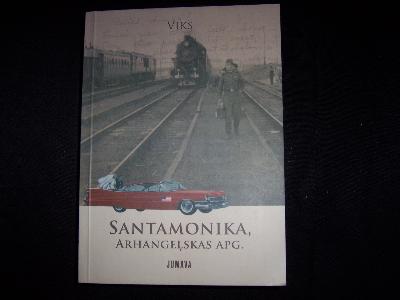 VIKS
SANTAMONIKA,
ARHANGEĻSKAS APG.
JUMAVA